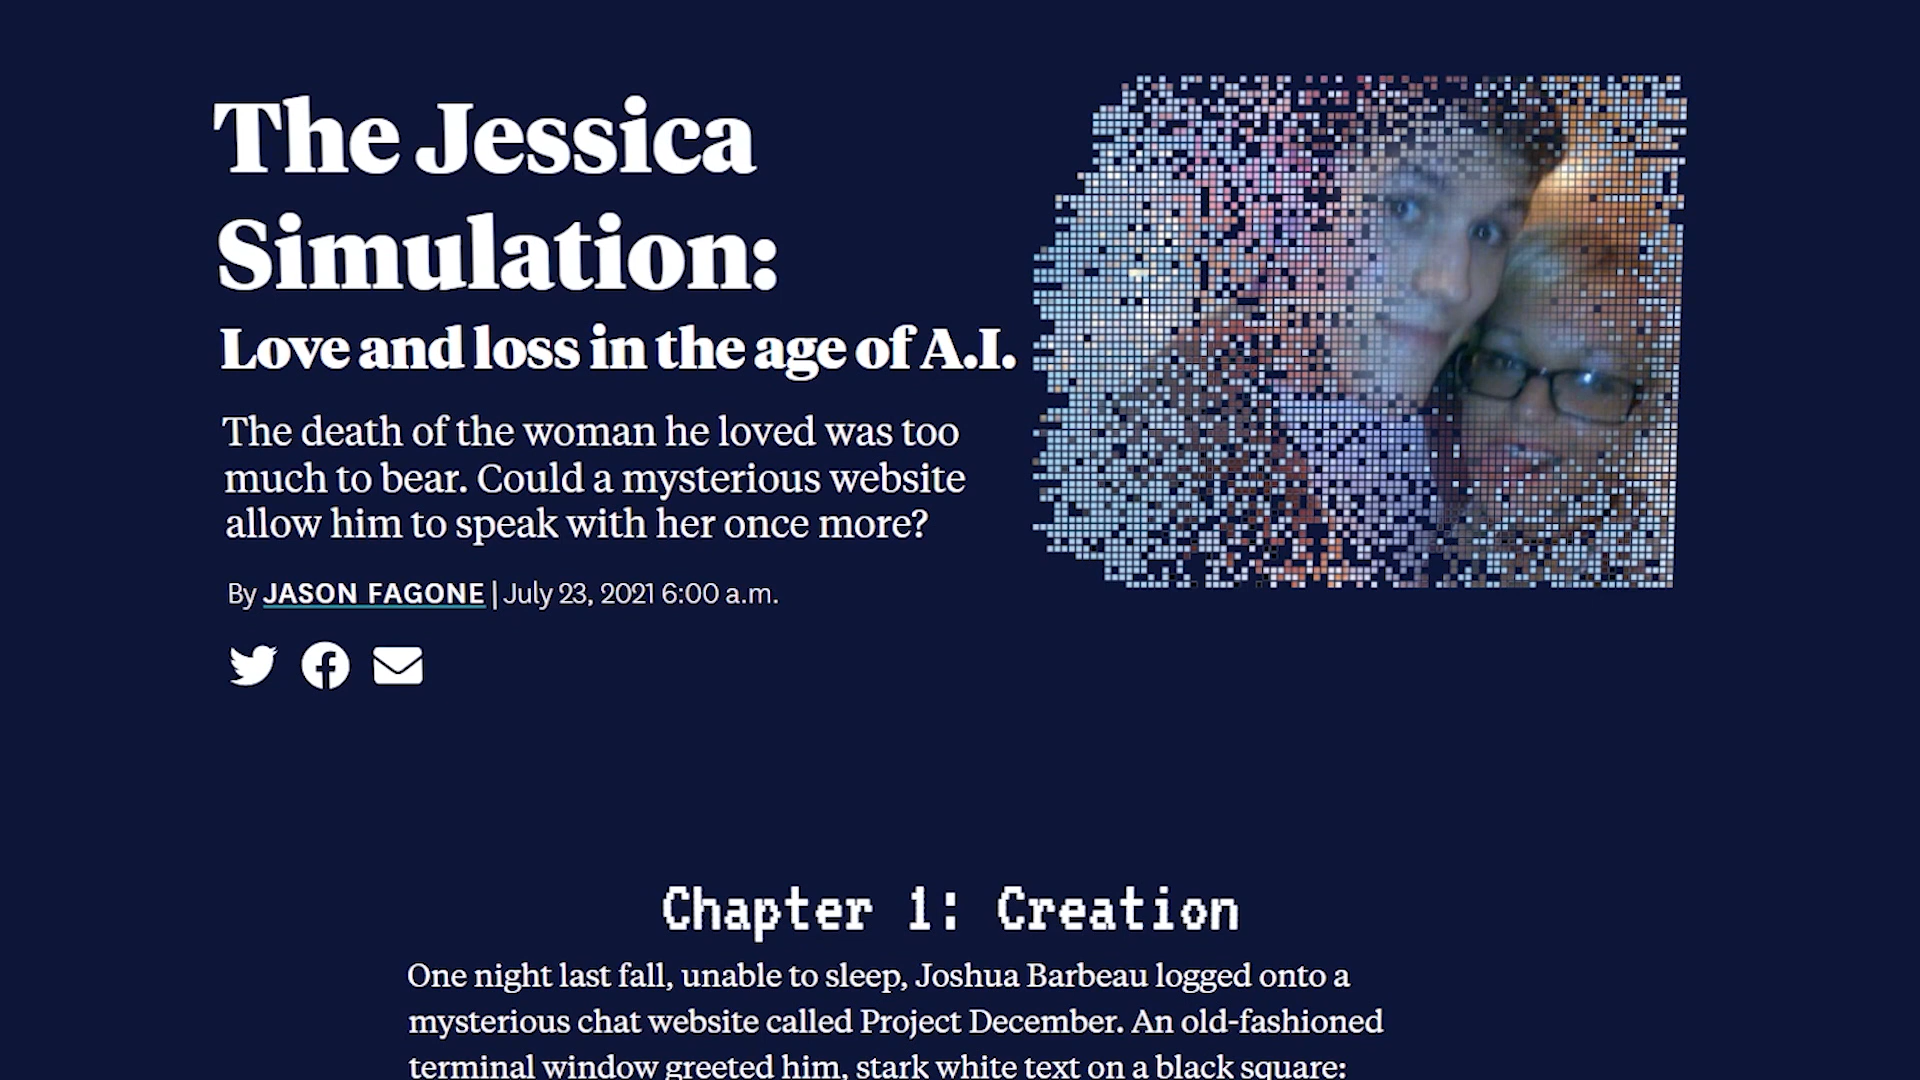 The Jessica
Simulation:
Love and loss in the age of A.I.
The death of the woman he loved was too
much to bear. Could a mysterious website
allow him to speak with her once more?
By JASON FAGONE | July 23, 2021 6:00 a.m.
Chapter 1: Creation
One night last fall, unable to sleep, Joshua Barbeau logged onto a
mysterious chat website called Project December. An old-fashioned
terminal window greeted him, stark white text on a black square: